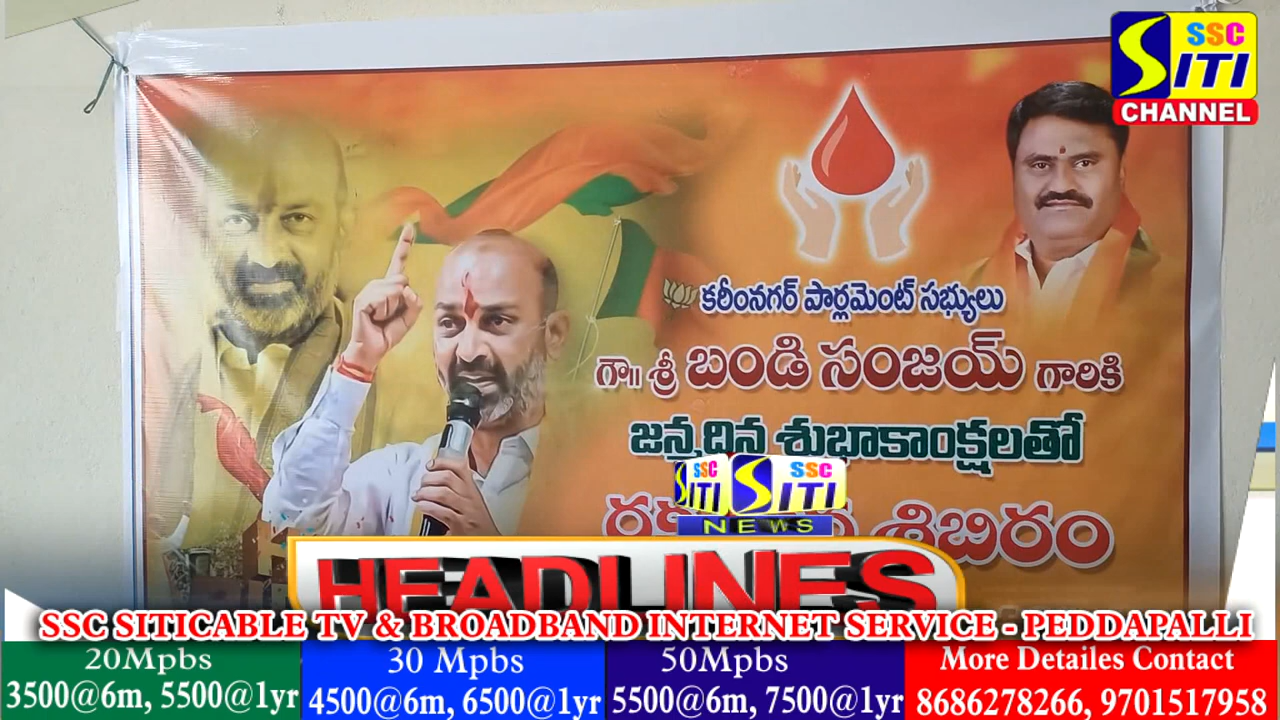 SSC
SITI
CHANNEL
కరీంనగర్ పార్లమెంట్ సభ్యులు
గౌ॥ శ్రీ బండి సంజయ్ గారికి
జన్మదిన శుభాకాంక్షలతో
SSC SSC
SITI SITI
NEWS
శిబిరం
HEADLINES
SSC SITICABLE TV & BROADBAND INTERNET SERVICE - PEDDAPALLI
20Mpbs 30 Mpbs 50Mpbs More Detailes Contact
3500@6m, 5500@1yr 4500@6m, 6500@1yr 5500@6m, 7500@1yr 8686278266, 9701517958